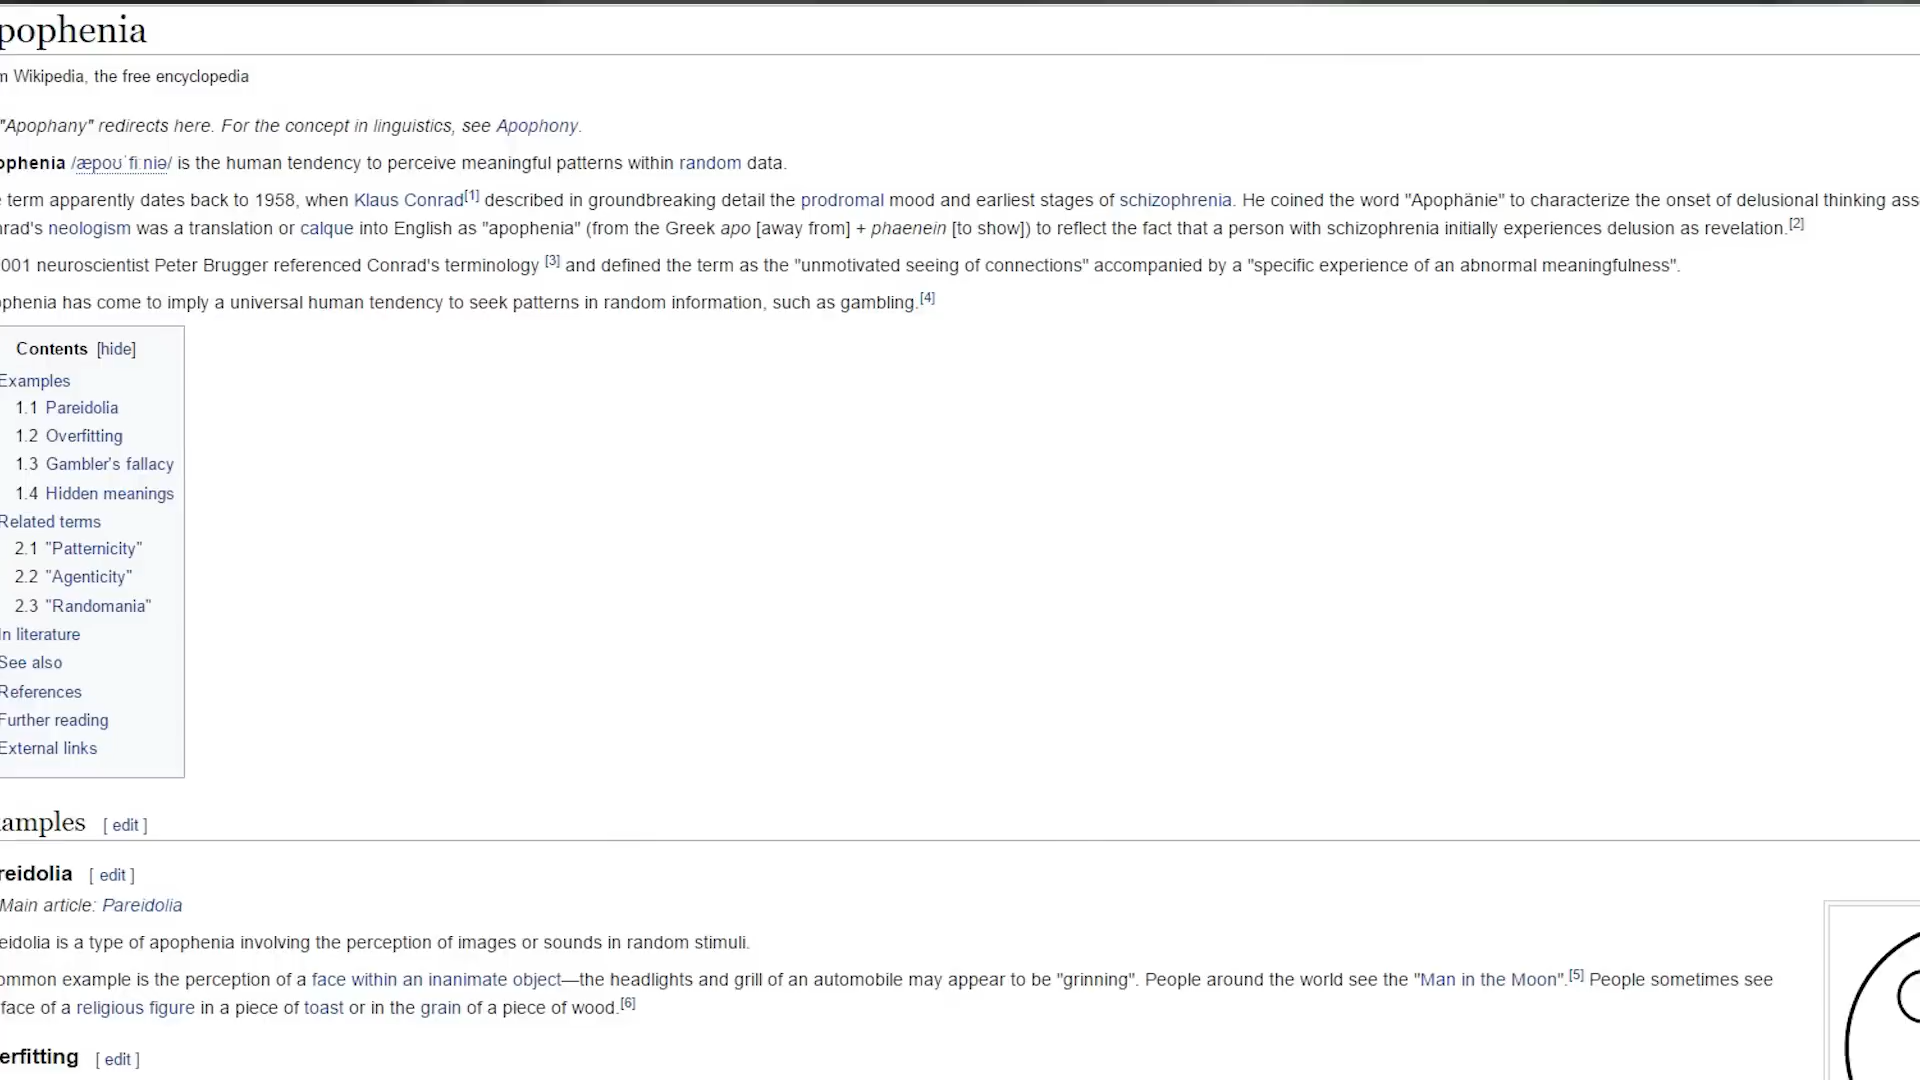 pophenia
m Wikipedia, the free encyclopedia
"Apophany" redirects here. For the concept in linguistics, see Apophony.
ophenia /æpoʊˈfiːniə/ is the human tendency to perceive meaningful patterns within random data.
term apparently dates back to 1958, when Klaus Conrad[1] described in groundbreaking detail the prodromal mood and earliest stages of schizophrenia. He coined the word "Apophänie" to characterize the onset of delusional thinking ass
nrad's neologism was a translation or calque into English as "apophenia" (from the Greek apo [away from] + phaenein [to show]) to reflect the fact that a person with schizophrenia initially experiences delusion as revelation.[2]
001 neuroscientist Peter Brugger referenced Conrad's terminology [3] and defined the term as the "unmotivated seeing of connections" accompanied by a "specific experience of an abnormal meaningfulness".
ophenia has come to imply a universal human tendency to seek patterns in random information, such as gambling.[4]
Contents [hide]
Examples
1.1 Pareidolia
1.2 Overfitting
1.3 Gambler's fallacy
1.4 Hidden meanings
Related terms
2.1 "Patternicity"
2.2 "Agenticity"
2.3 "Randomania"
In literature
See also
References
Further reading
External links
amples [ edit ]
reidolia [ edit ]
Main article: Pareidolia
eidolia is a type of apophenia involving the perception of images or sounds in random stimuli.
ommon example is the perception of a face within an inanimate object—the headlights and grill of an automobile may appear to be "grinning". People around the world see the "Man in the Moon".[5] People sometimes see
face of a religious figure in a piece of toast or in the grain of a piece of wood.[6]
erfitting [ edit ]